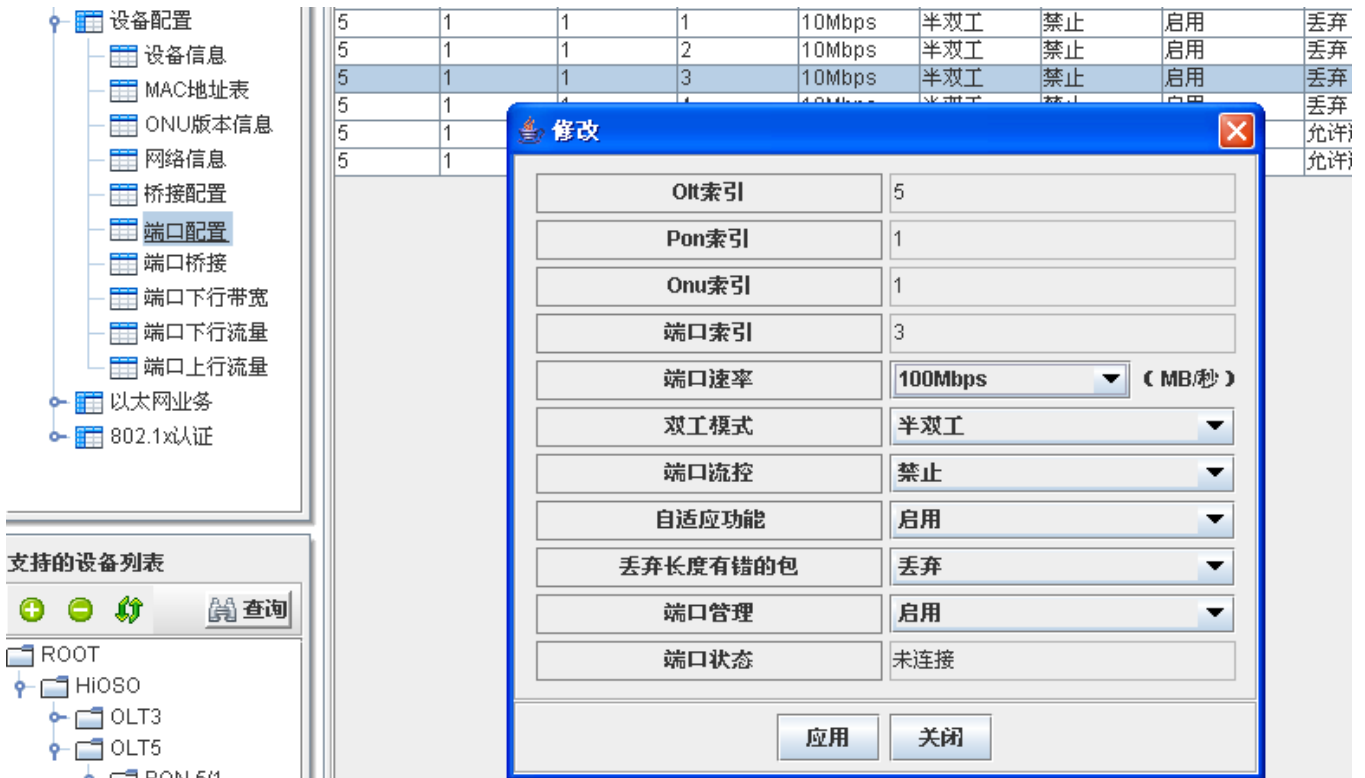 设备配置
设备信息
MAC地址表
ONU版本信息
网络信息
桥接配置
端口配置
端口桥接
端口下行带宽
端口下行流量
端口上行流量
以太网业务
802.1x认证
支持的设备列表
查询
ROOT
HiOSO
OLT3
OLT5
PON 5/1
5 1 1 1 10Mbps 半双工 禁止 启用 丢弃
5 1 1 2 10Mbps 半双工 禁止 启用 丢弃
5 1 1 3 10Mbps 半双工 禁止 启用 丢弃
5 1 丢弃
5 1 允许
5 1 允许
修改
Olt索引 5
Pon索引 1
Onu索引 1
端口索引 3
端口速率 100Mbps (MB/秒)
双工模式 半双工
端口流控 禁止
自适应功能 启用
丢弃长度有错的包 丢弃
端口管理 启用
端口状态 未连接
应用 关闭